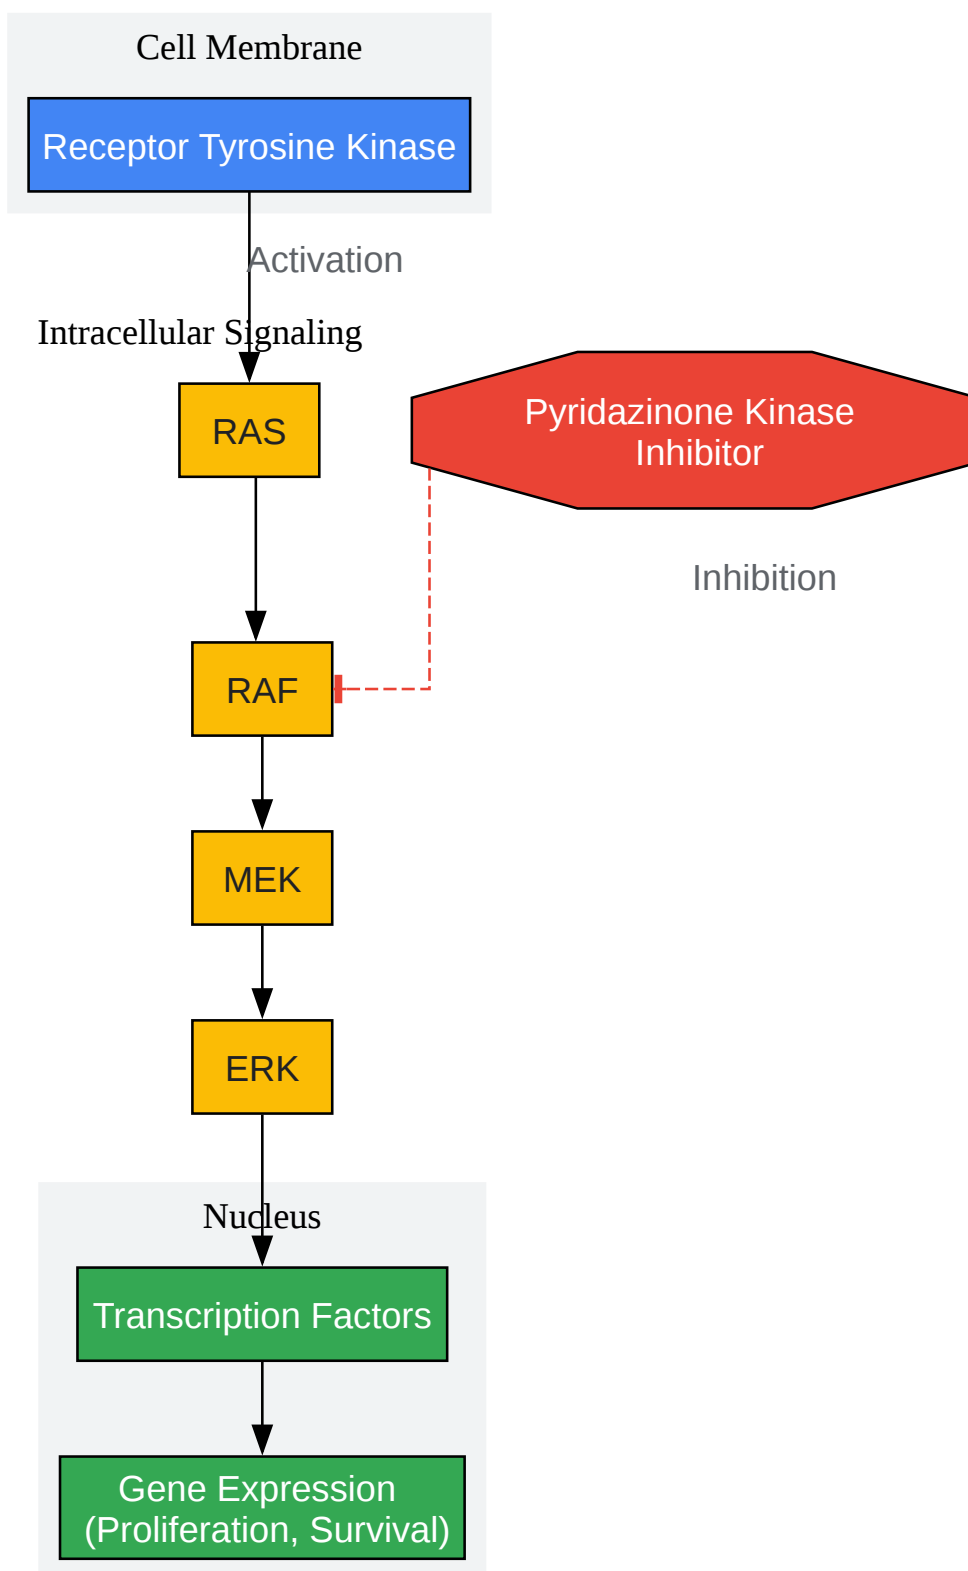 Cell Membrane
Receptor Tyrosine Kinase
Activation
Intracellular Signaling
RAS
Pyridazinone Kinase
Inhibitor
Inhibition
RAF
MEK
ERK
Nucleus
Transcription Factors
Gene Expression
(Proliferation, Survival)